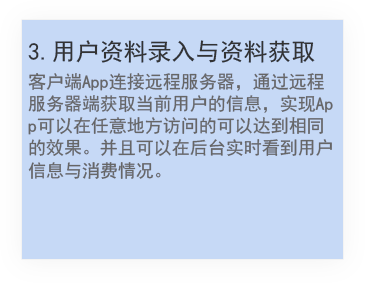 3.用户资料录入与资料获取
客户端App连接远程服务器，通过远程
服务器端获取当前用户的信息，实现Ap
p可以在任意地方访问的可以达到相同
的效果。并且可以在后台实时看到用户
信息与消费情况。